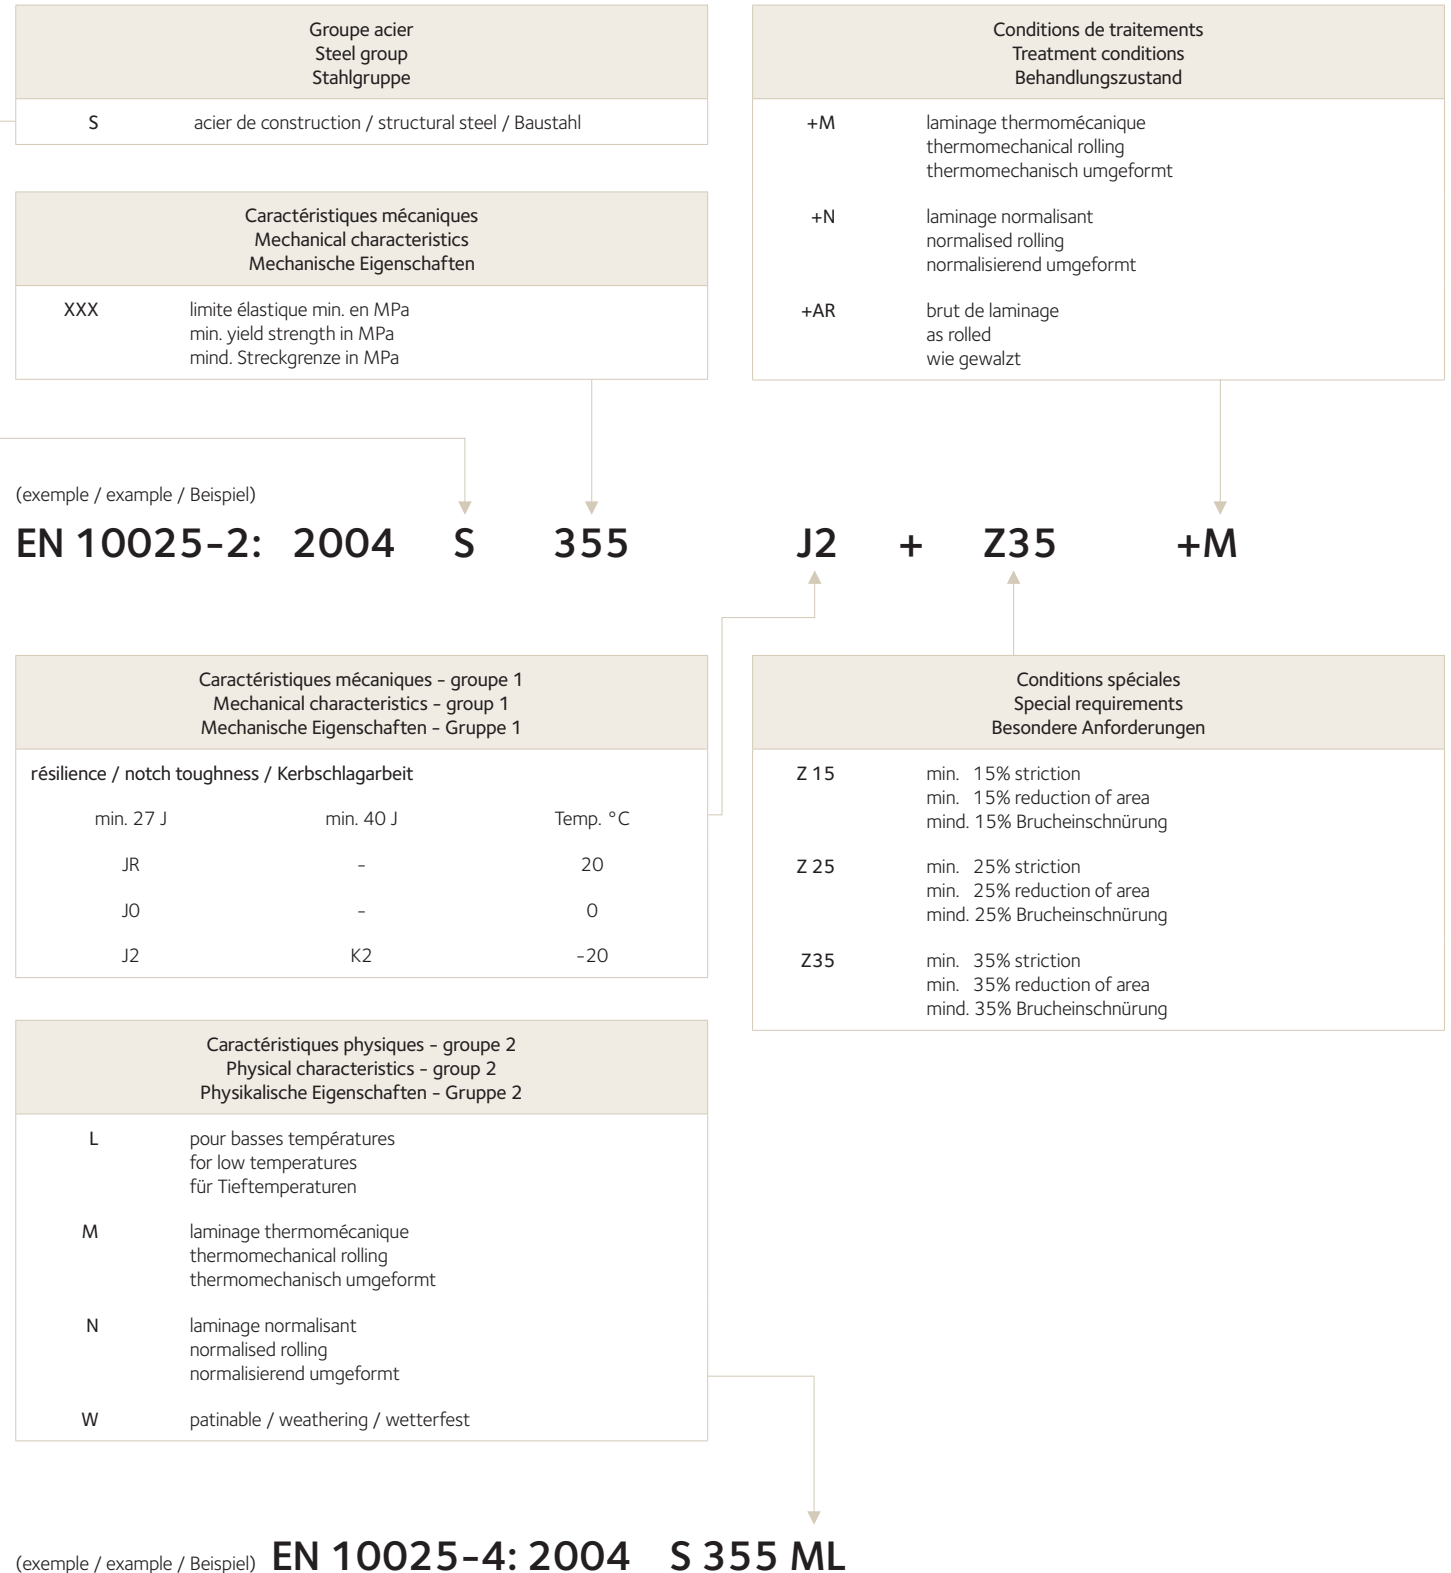 Groupe acier
Steel group
Stahlgruppe
S acier de construction / structural steel / Baustahl
Caractéristiques mécaniques
Mechanical characteristics
Mechanische Eigenschaften
XXX limite élastique min. en MPa
min. yield strength in MPa
mind. Streckgrenze in MPa
Conditions de traitements
Treatment conditions
Behandlungszustand
+M laminage thermomécanique
thermomechanical rolling
thermomechanisch umgeformt
+N laminage normalisant
normalised rolling
normalisierend umgeformt
+AR brut de laminage
as rolled
wie gewalzt
(exemple / example / Beispiel)
EN 10025-2: 2004 S 355 J2 + Z35 +M
Caractéristiques mécaniques - groupe 1
Mechanical characteristics - group 1
Mechanische Eigenschaften - Gruppe 1
résilience / notch toughness / Kerbschlagarbeit
min. 27 J min. 40 J Temp. °C
JR - 20
J0 - 0
J2 K2 -20
Conditions spéciales
Special requirements
Besondere Anforderungen
Z 15 min. 15% striction
min. 15% reduction of area
mind. 15% Brucheinschnürung
Z 25 min. 25% striction
min. 25% reduction of area
mind. 25% Brucheinschnürung
Z35 min. 35% striction
min. 35% reduction of area
mind. 35% Brucheinschnürung
Caractéristiques physiques - groupe 2
Physical characteristics - group 2
Physikalische Eigenschaften - Gruppe 2
L pour basses températures
for low temperatures
für Tieftemperaturen
M laminage thermomécanique
thermomechanical rolling
thermomechanisch umgeformt
N laminage normalisant
normalised rolling
normalisierend umgeformt
W patinable / weathering / wetterfest
(exemple / example / Beispiel) EN 10025-4: 2004 S 355 ML